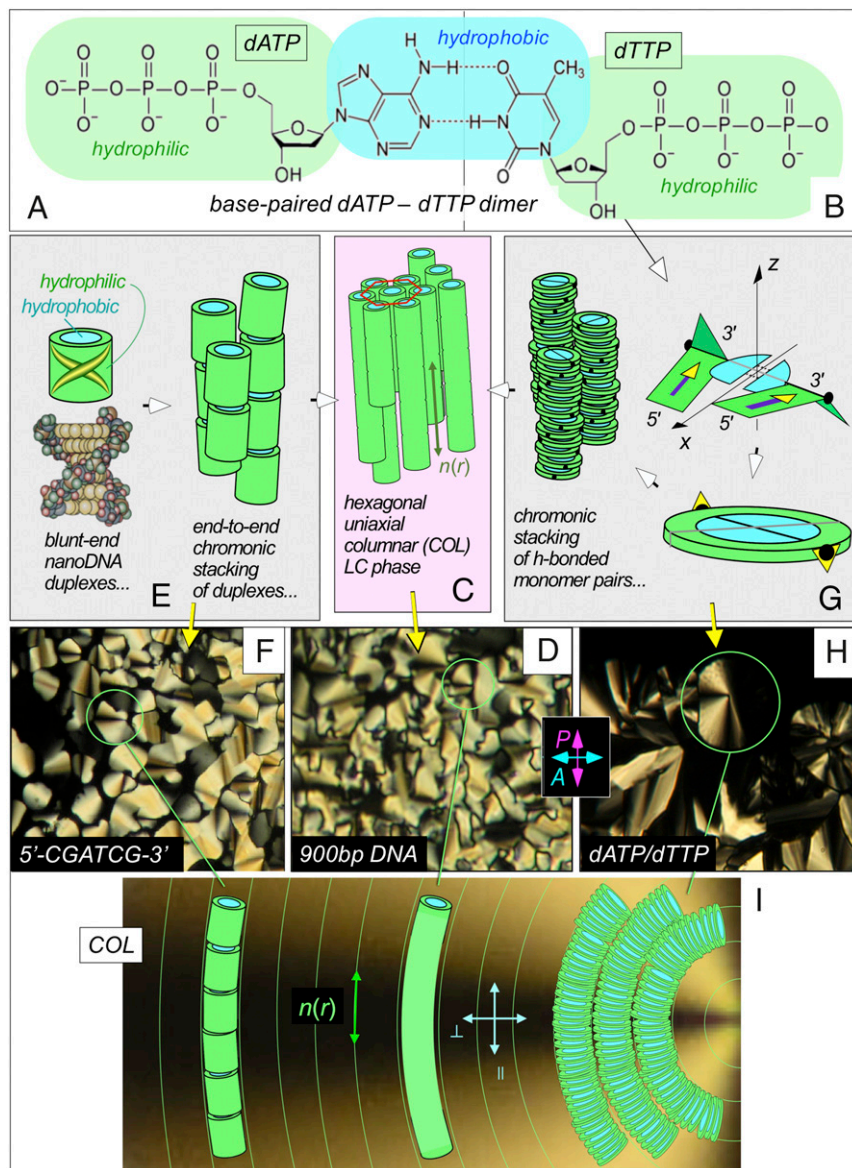 dATP
hydrophobic
dTTP
hydrophilic
hydrophilic
A
base-paired dATP – dTTP dimer
B
hydrophilic
hydrophobic
blunt-end
nanoDNA
duplexes...
E
end-to-end
chromonic
stacking
of duplexes...
n(r)
hexagonal
uniaxial
columnar (COL)
LC phase
C
z
3'
3'
5'
5'
x
chromonic
stacking
of h-bonded
monomer pairs...
G
F
5'-CGATCG-3'
D
900bp DNA
P
A
H
dATP/dTTP
I
COL
n(r)
⊥
||
N
N
N
N
N
H
H
O
CH₃
H
N
N
O
O
O
O
O⁻
P
O
P
O
P
O
O⁻
O⁻
O⁻
O
OH
O
P
O
P
O
P
O
O
O
O
O⁻
O⁻
O⁻
O
OH